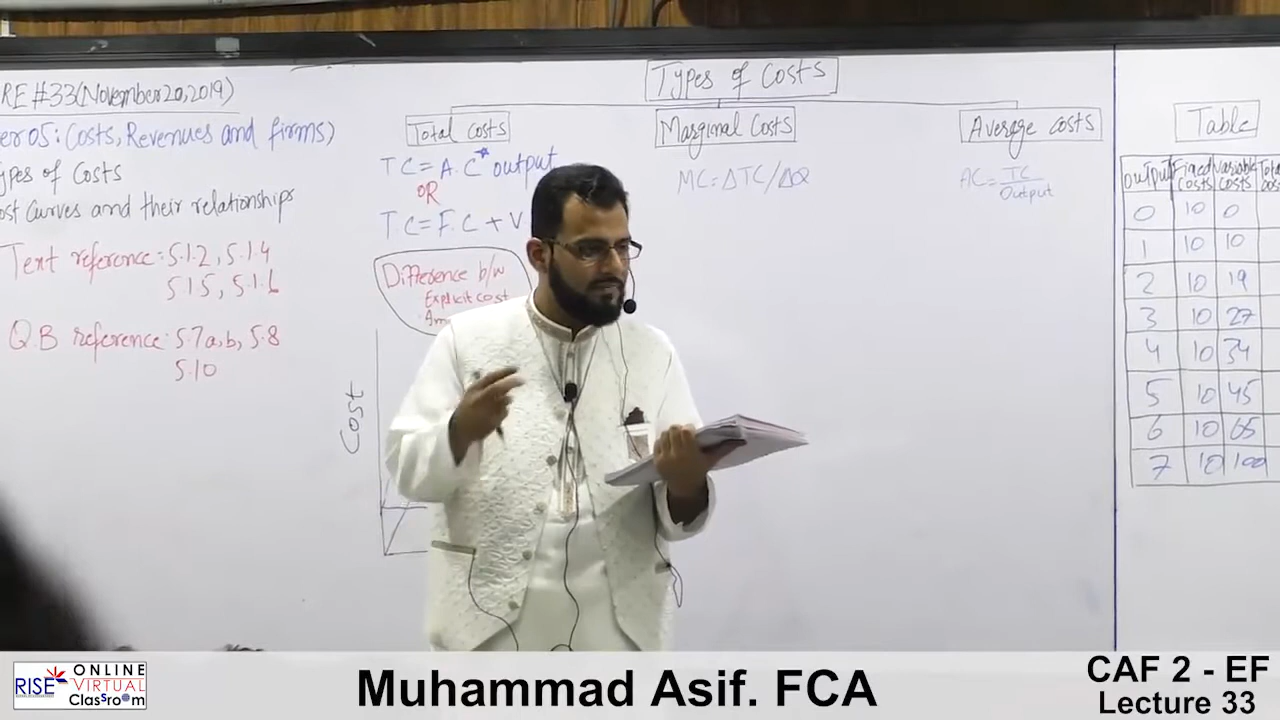 RE #33(November 20, 2019)
er 05: Costs, Revenues and firms)
ypes of Costs
ost Curves and their relationships
Text reference: 5.1.2, 5.1.4
5.1.5, 5.1.6
QB reference: 5.7a,b, 5.8
5.10
Types of Costs
Total costs
TC = A.C * output
OR
T.C = F.C + V
Difference b/w
Explicit cost
Cost
Marginal Costs
MC = ΔTC/ΔQ
Average costs
AC = TC
Output
Table
output Fixed Costs Variable Costs Total
0 10 0
1 10 10
2 10 19
3 10 27
4 10 34
5 10 45
6 10 65
7 10 100
RISE ONLINE VIRTUAL Classroom
Muhammad Asif. FCA
CAF 2 - EF
Lecture 33